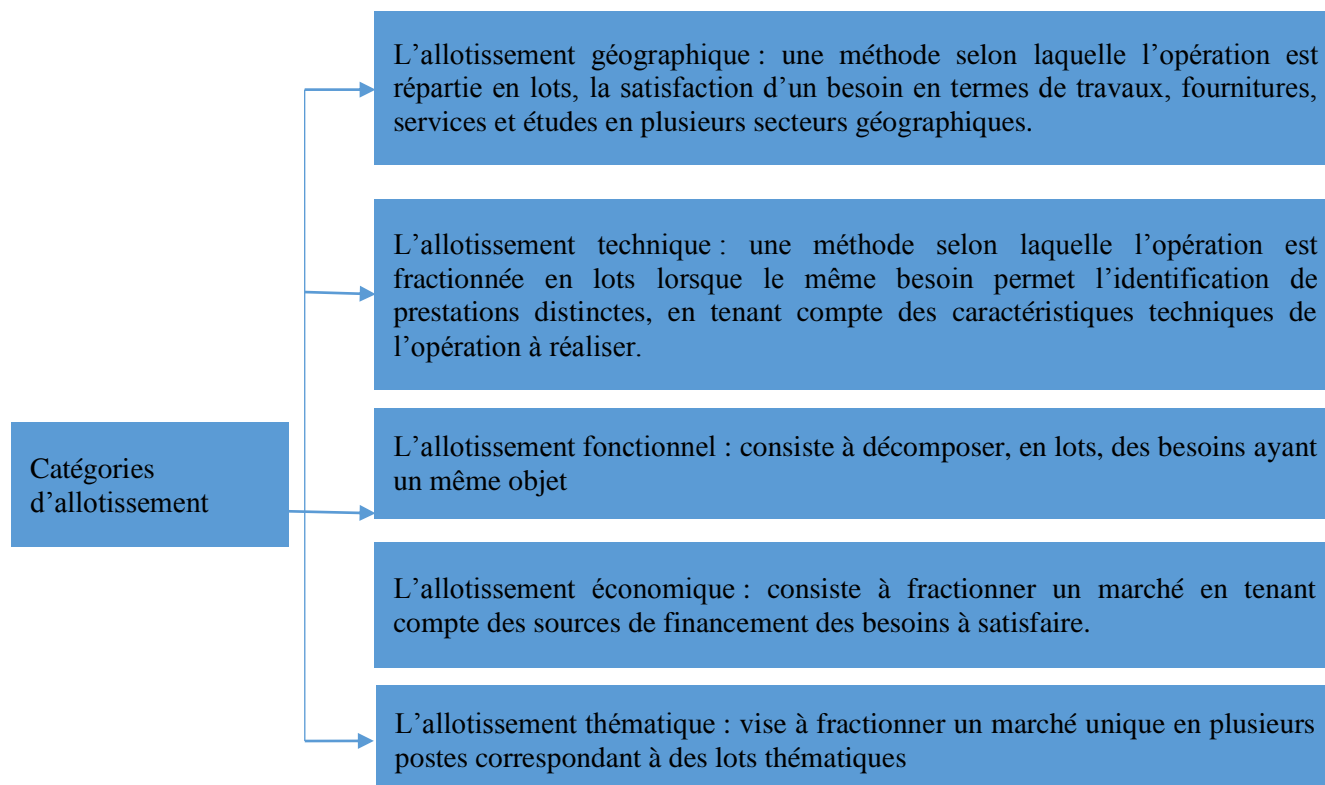 L’allotissement géographique : une méthode selon laquelle l’opération est
répartie en lots, la satisfaction d’un besoin en termes de travaux, fournitures,
services et études en plusieurs secteurs géographiques.
L’allotissement technique : une méthode selon laquelle l’opération est
fractionnée en lots lorsque le même besoin permet l’identification de
prestations distinctes, en tenant compte des caractéristiques techniques de
l’opération à réaliser.
Catégories
d’allotissement
L’allotissement fonctionnel : consiste à décomposer, en lots, des besoins ayant
un même objet
L’allotissement économique : consiste à fractionner un marché en tenant
compte des sources de financement des besoins à satisfaire.
L’allotissement thématique : vise à fractionner un marché unique en plusieurs
postes correspondant à des lots thématiques